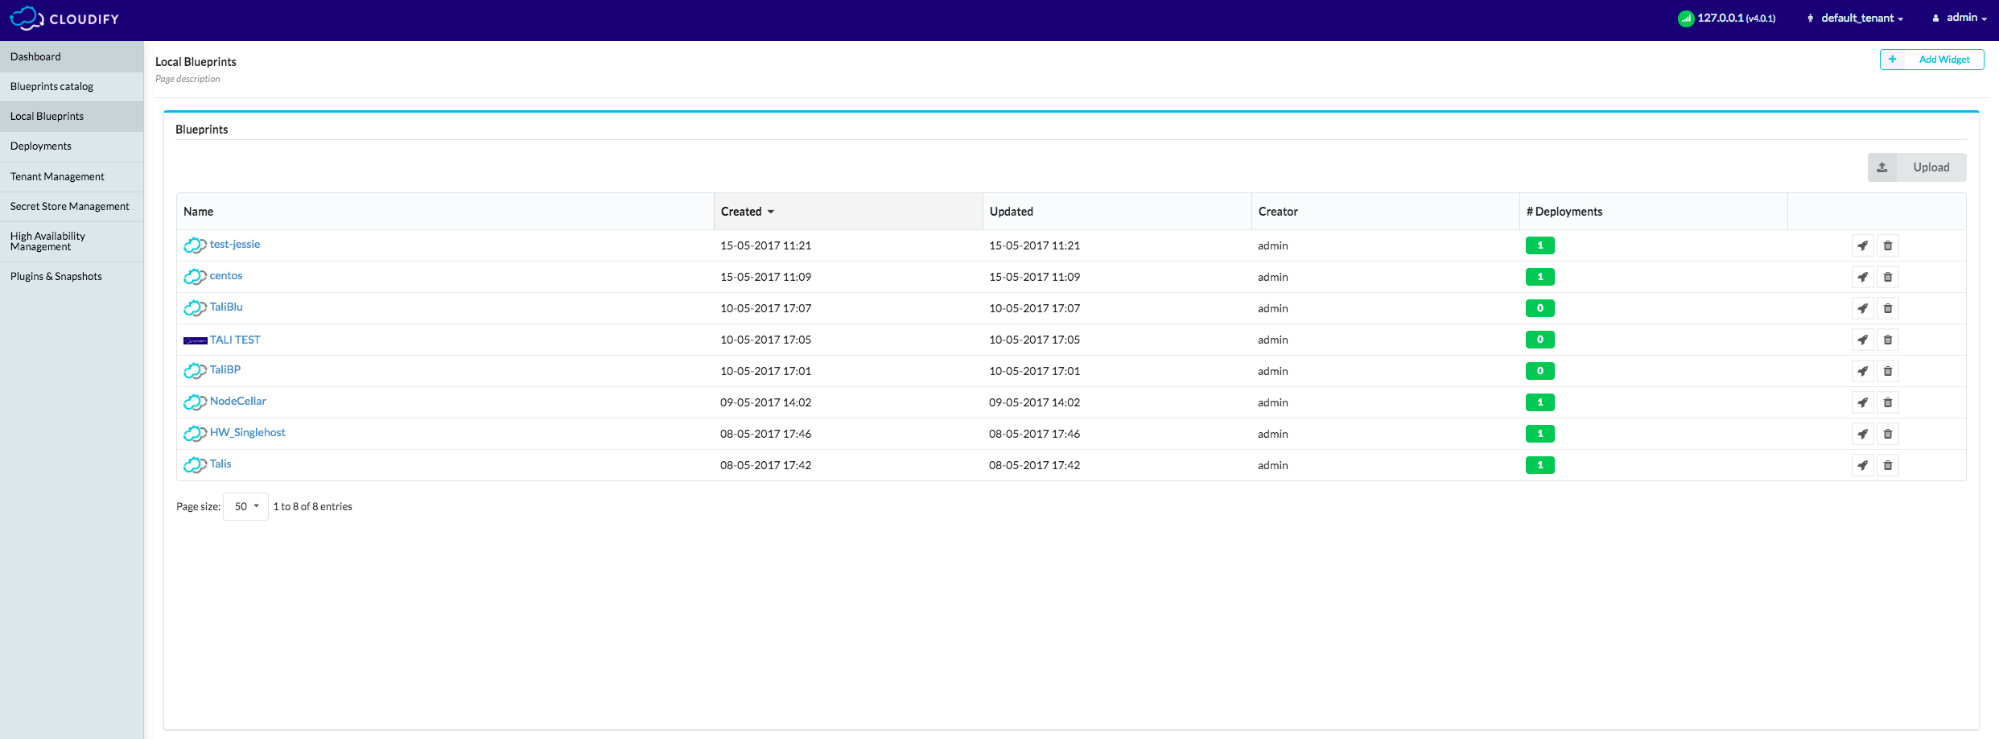 CLOUDIFY
127.0.0.1 (v4.0.1) default_tenant admin
Dashboard
Blueprints catalog
Local Blueprints
Deployments
Tenant Management
Secret Store Management
High Availability
Management
Plugins & Snapshots
Local Blueprints
Page description
+ Add Widget
Blueprints
Upload
Name Created Updated Creator # Deployments
test-jessie 15-05-2017 11:21 15-05-2017 11:21 admin 1
centos 15-05-2017 11:09 15-05-2017 11:09 admin 1
TaliBlu 10-05-2017 17:07 10-05-2017 17:07 admin 0
TALI TEST 10-05-2017 17:05 10-05-2017 17:05 admin 0
TaliBP 10-05-2017 17:01 10-05-2017 17:01 admin 0
NodeCellar 09-05-2017 14:02 09-05-2017 14:02 admin 1
HW_Singlehost 08-05-2017 17:46 08-05-2017 17:46 admin 1
Talis 08-05-2017 17:42 08-05-2017 17:42 admin 1
Page size: 50 1 to 8 of 8 entries